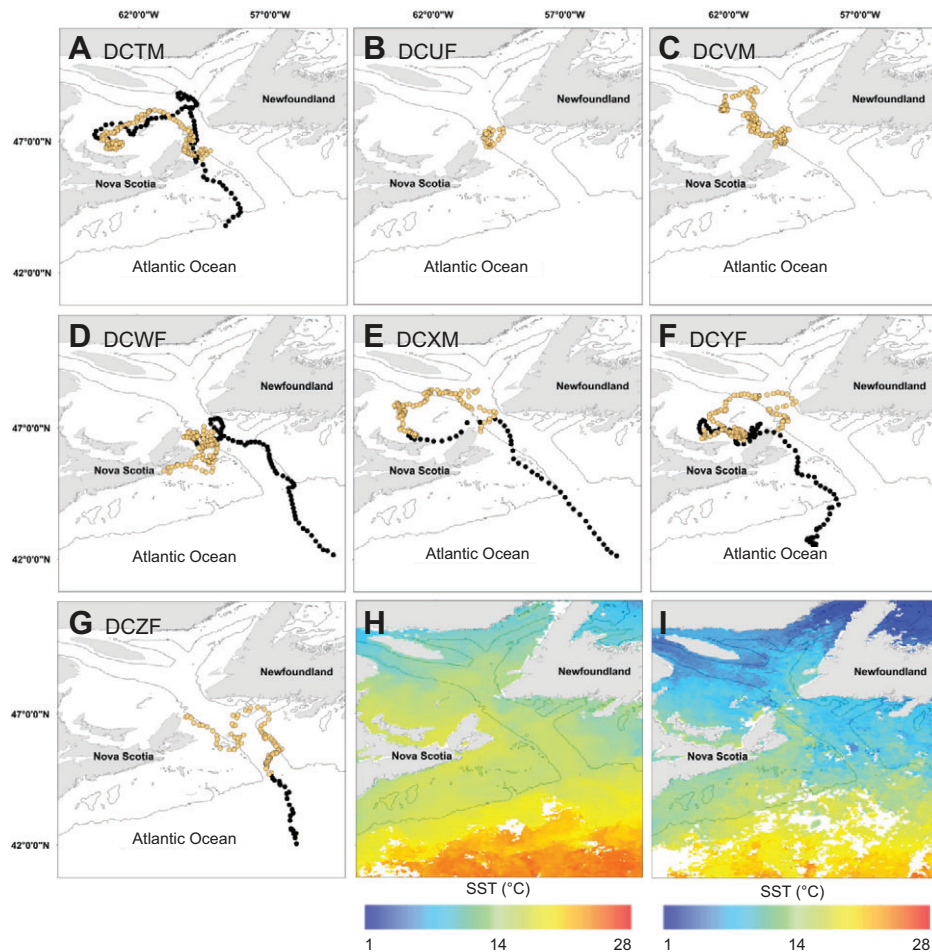 62°0'0"W 57°0'0"W 62°0'0"W 57°0'0"W 62°0'0"W 57°0'0"W
A DCTM B DCUF C DCVM
Newfoundland Newfoundland Newfoundland
47°0'0"N
Nova Scotia Nova Scotia Nova Scotia
42°0'0"N
Atlantic Ocean Atlantic Ocean Atlantic Ocean
D DCWF E DCXM F DCYF
Newfoundland Newfoundland Newfoundland
47°0'0"N
Nova Scotia Nova Scotia Nova Scotia
42°0'0"N
Atlantic Ocean Atlantic Ocean Atlantic Ocean
G DCZF H I
Newfoundland Newfoundland Newfoundland
47°0'0"N
Nova Scotia Nova Scotia Nova Scotia
42°0'0"N
Atlantic Ocean
SST (°C) SST (°C)
1 14 28 1 14 28